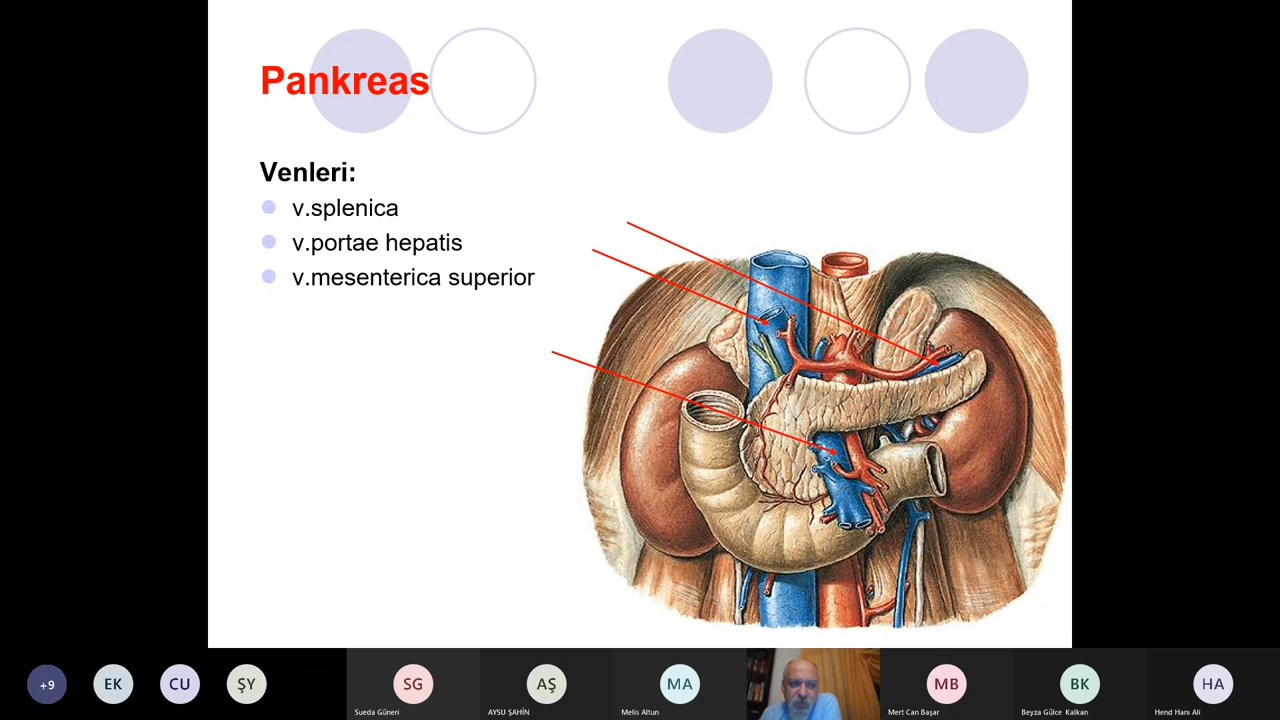 Pankreas
Venleri:
v.splenica
v.portae hepatis
v.mesenterica superior
+9
EK
CU
ŞY
SG
AŞ
MA
MB
BK
HA
Sueda Güneri
AYSU ŞAHİN
Melis Altun
Mert Can Başar
Beyza Gülce Kalkan
Hend Hanı Ali